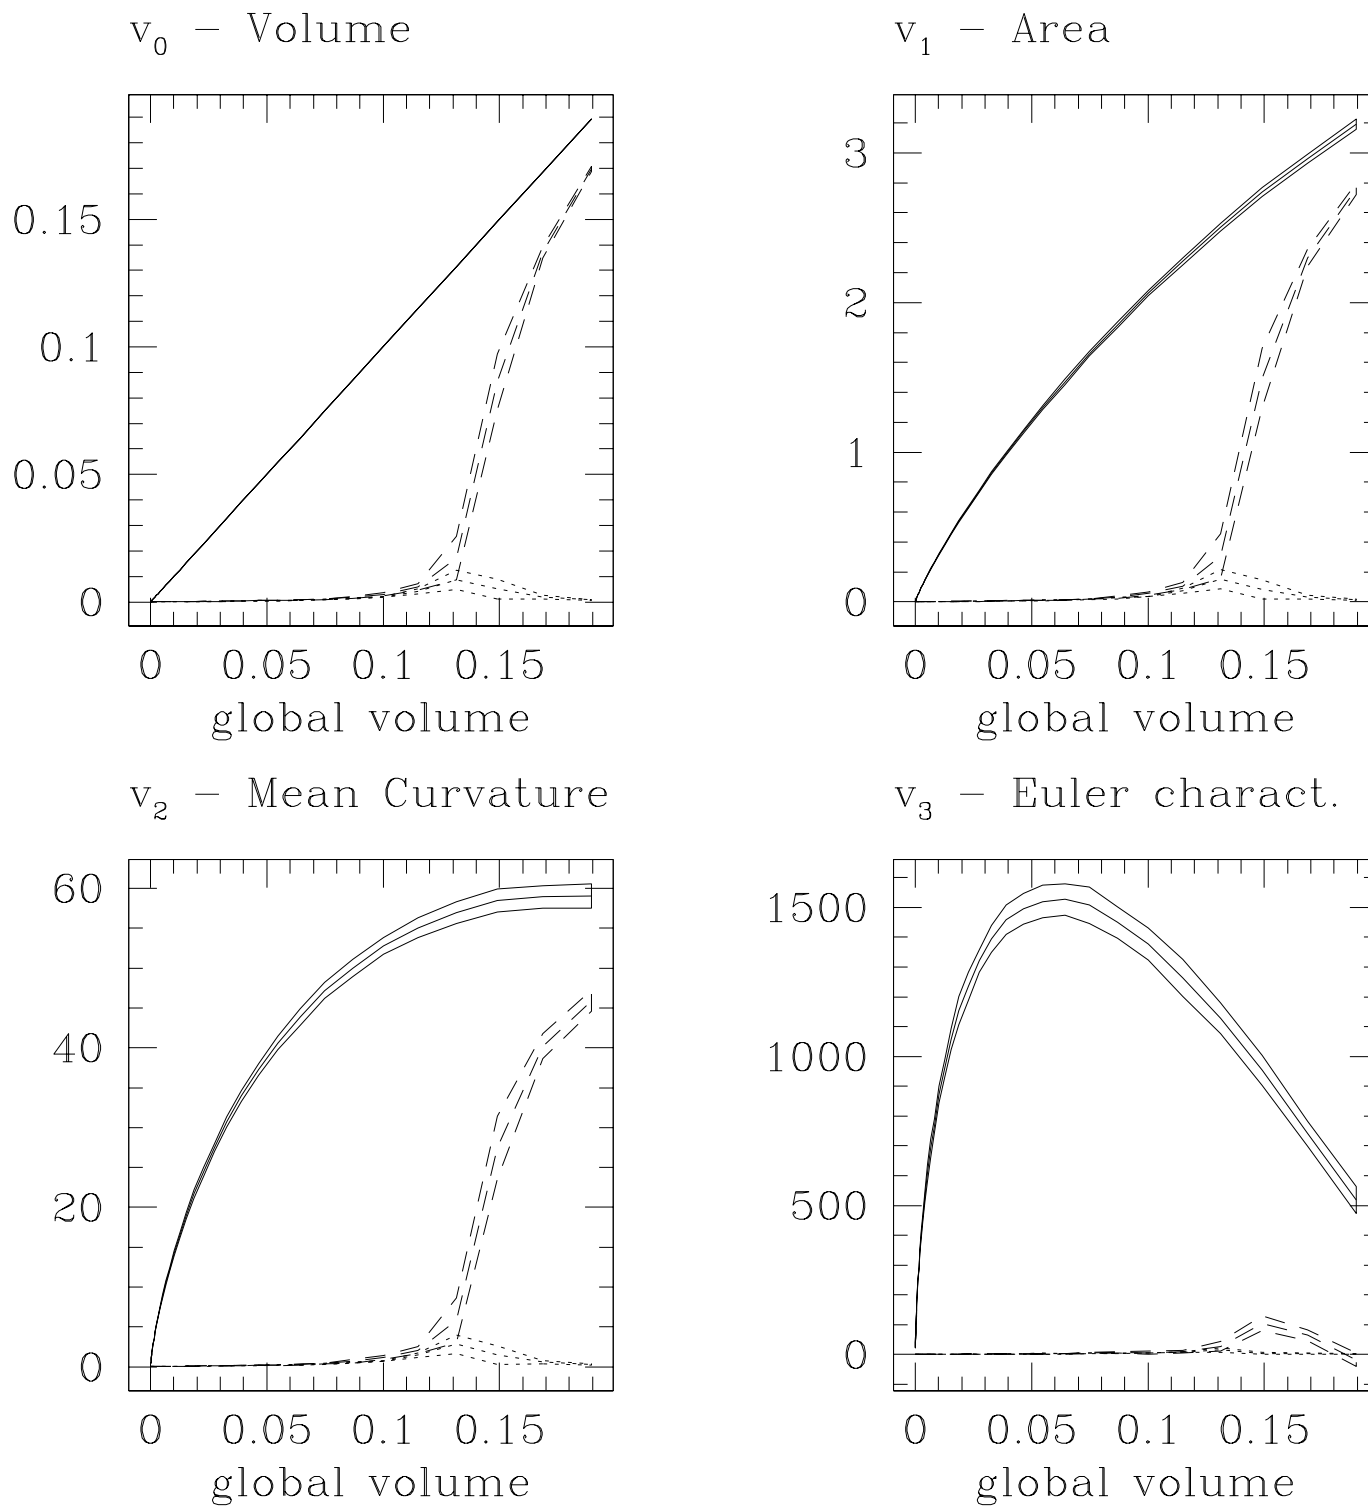 v0 – Volume
0.15
0.1
0.05
0
0 0.05 0.1 0.15
global volume
v1 – Area
3
2
1
0
0 0.05 0.1 0.15
global volume
v2 – Mean Curvature
60
40
20
0
0 0.05 0.1 0.15
global volume
v3 – Euler charact.
1500
1000
500
0
0 0.05 0.1 0.15
global volume